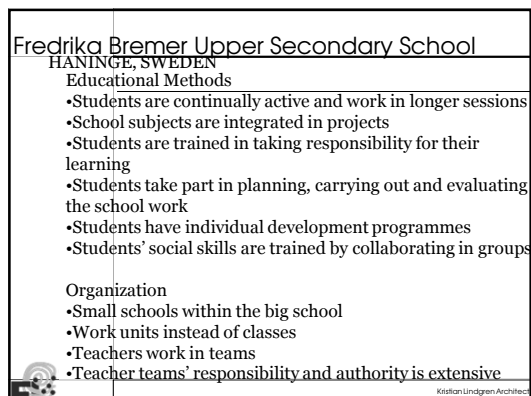 Fredrika Bremer Upper Secondary School
HANINGE, SWEDEN
Educational Methods
•Students are continually active and work in longer sessions
•School subjects are integrated in projects
•Students are trained in taking responsibility for their
learning
•Students take part in planning, carrying out and evaluating
the school work
•Students have individual development programmes
•Students' social skills are trained by collaborating in groups
Organization
•Small schools within the big school
•Work units instead of classes
•Teachers work in teams
•Teacher teams' responsibility and authority is extensive
Kristian Lindgren Architect